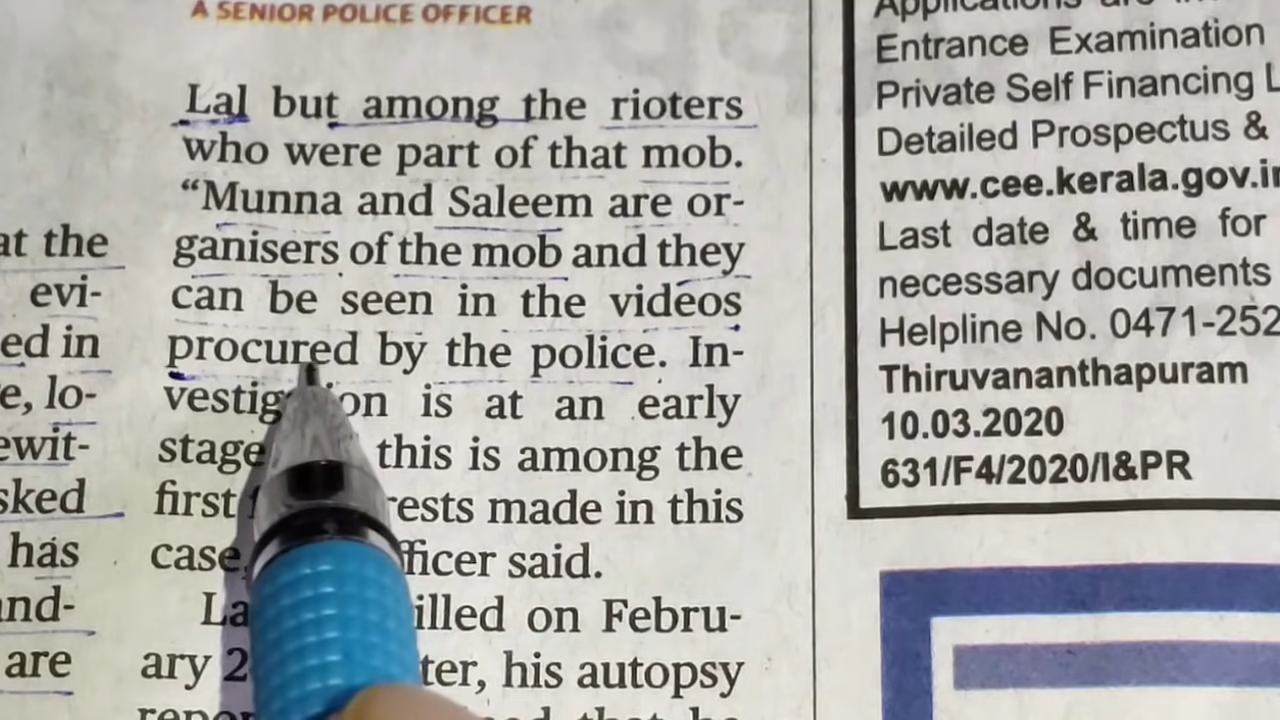 A SENIOR POLICE OFFICER
Lal but among the rioters
who were part of that mob.
“Munna and Saleem are or-
ganisers of the mob and they
can be seen in the videos
procured by the police. In-
vestig on is at an early
stage this is among the
first rests made in this
case, fficer said.
La illed on Febru-
ary 2 ter, his autopsy
at the
evi-
ed in
e, lo-
ewit-
sked
has
and-
are
Applications are
Entrance Examination
Private Self Financing L
Detailed Prospectus &
www.cee.kerala.gov.in
Last date & time for
necessary documents
Helpline No. 0471-252
Thiruvananthapuram
10.03.2020
631/F4/2020/I&PR